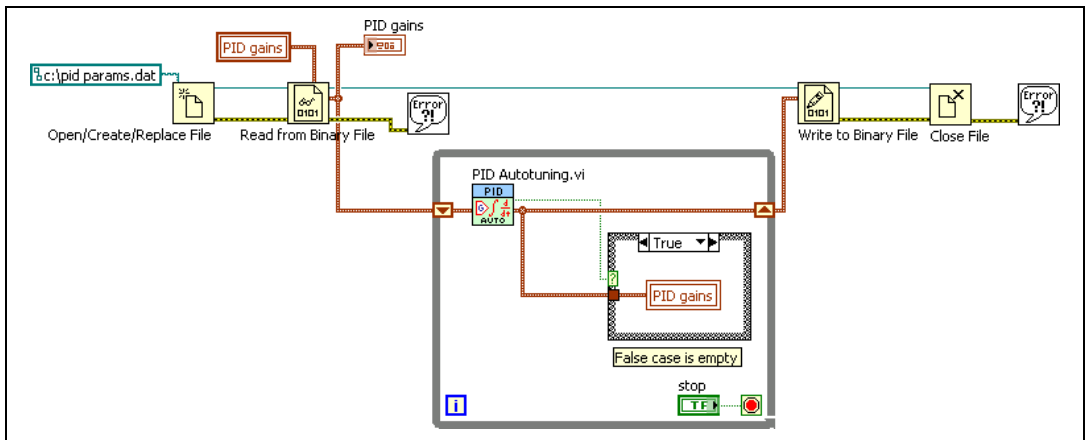 PID gains
PID gains
c:\pid params.dat
Error
?!
Error
?!
0101
0101
Open/Create/Replace File
Read from Binary File
Write to Binary File
Close File
PID Autotuning.vi
PID
AUTO
True
?
PID gains
False case is empty
stop
TF
i